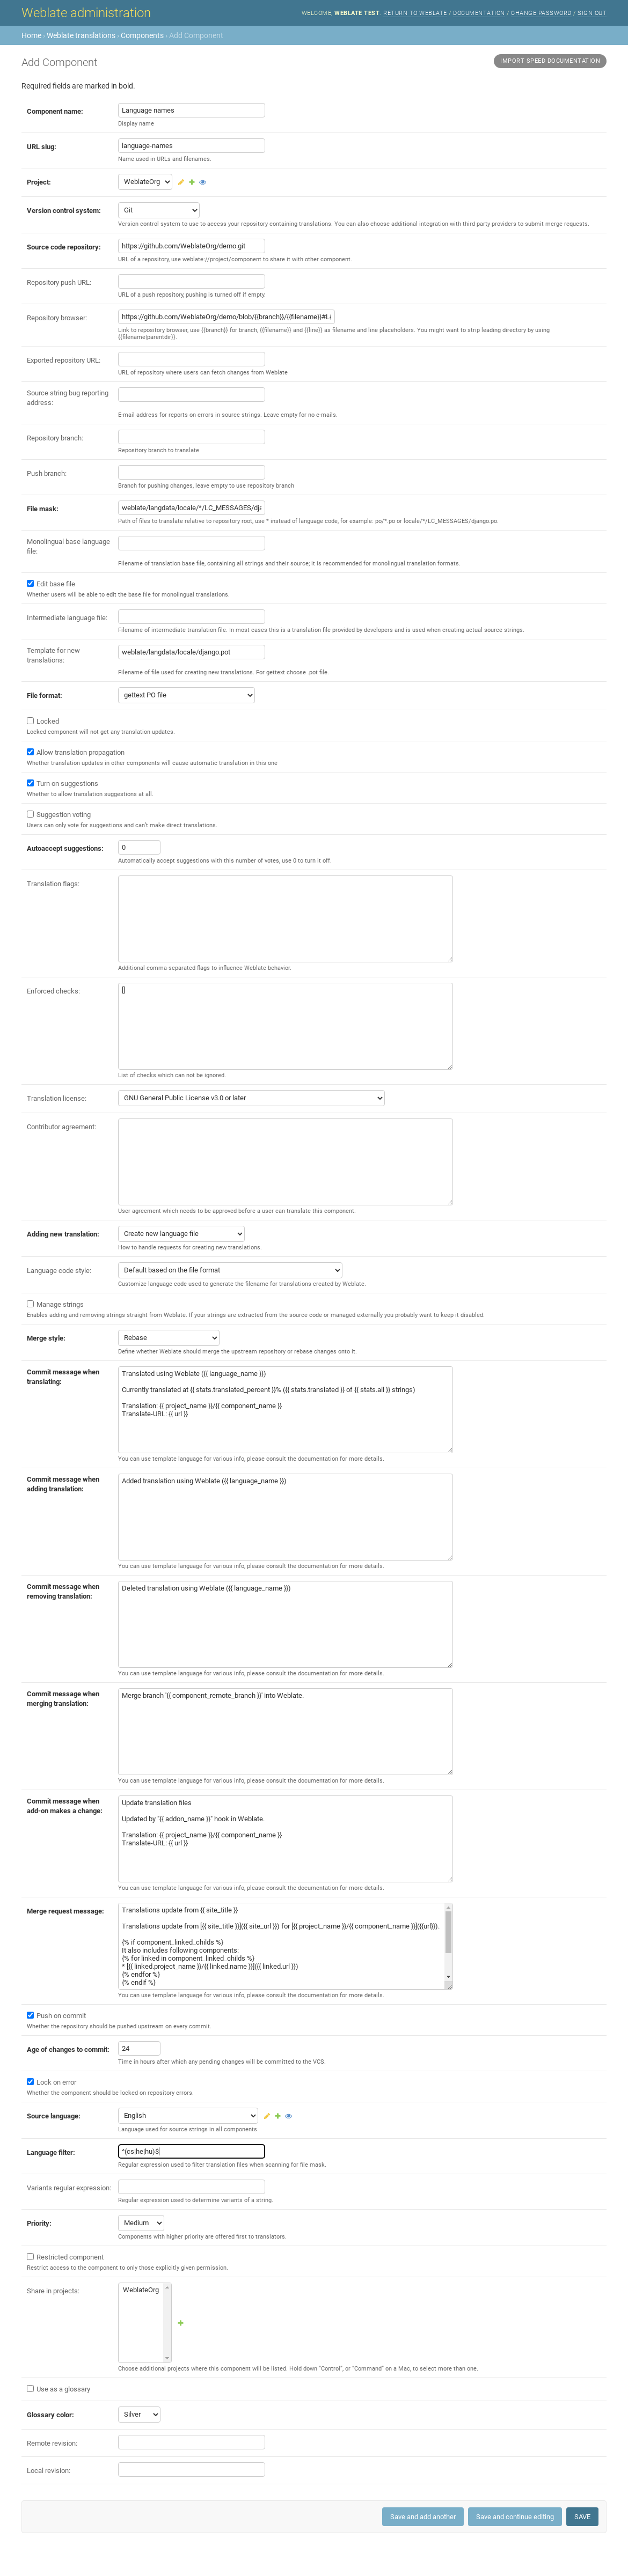 Weblate administration
WELCOME, WEBLATE TEST. RETURN TO WEBLATE / DOCUMENTATION / CHANGE PASSWORD / SIGN OUT
Home › Weblate translations › Components › Add Component
Add Component
IMPORT SPEED DOCUMENTATION
Required fields are marked in bold.
Component name:
Language names
Display name
URL slug:
language-names
Name used in URLs and filenames.
Project:
WeblateOrg
Version control system:
Git
Version control system to use to access your repository containing translations. You can also choose additional integration with third party providers to submit merge requests.
Source code repository:
https://github.com/WeblateOrg/demo.git
URL of a repository, use weblate://project/component to share it with other component.
Repository push URL:
URL of a push repository, pushing is turned off if empty.
Repository browser:
https://github.com/WeblateOrg/demo/blob/{{branch}}/{{filename}}#L{
Link to repository browser, use {{branch}} for branch, {{filename}} and {{line}} as filename and line placeholders. You might want to strip leading directory by using
{{filename|parentdir}}.
Exported repository URL:
URL of repository where users can fetch changes from Weblate
Source string bug reporting
address:
E-mail address for reports on errors in source strings. Leave empty for no e-mails.
Repository branch:
Repository branch to translate
Push branch:
Branch for pushing changes, leave empty to use repository branch
File mask:
weblate/langdata/locale/*/LC_MESSAGES/dja
Path of files to translate relative to repository root, use * instead of language code, for example: po/*.po or locale/*/LC_MESSAGES/django.po.
Monolingual base language
file:
Filename of translation base file, containing all strings and their source; it is recommended for monolingual translation formats.
Edit base file
Whether users will be able to edit the base file for monolingual translations.
Intermediate language file:
Filename of intermediate translation file. In most cases this is a translation file provided by developers and is used when creating actual source strings.
Template for new
translations:
weblate/langdata/locale/django.pot
Filename of file used for creating new translations. For gettext choose .pot file.
File format:
gettext PO file
Locked
Locked component will not get any translation updates.
Allow translation propagation
Whether translation updates in other components will cause automatic translation in this one
Turn on suggestions
Whether to allow translation suggestions at all.
Suggestion voting
Users can only vote for suggestions and can't make direct translations.
Autoaccept suggestions:
0
Automatically accept suggestions with this number of votes, use 0 to turn it off.
Translation flags:
Additional comma-separated flags to influence Weblate behavior.
Enforced checks:
[]
List of checks which can not be ignored.
Translation license:
GNU General Public License v3.0 or later
Contributor agreement:
User agreement which needs to be approved before a user can translate this component.
Adding new translation:
Create new language file
How to handle requests for creating new translations.
Language code style:
Default based on the file format
Customize language code used to generate the filename for translations created by Weblate.
Manage strings
Enables adding and removing strings straight from Weblate. If your strings are extracted from the source code or managed externally you probably want to keep it disabled.
Merge style:
Rebase
Define whether Weblate should merge the upstream repository or rebase changes onto it.
Commit message when
translating:
Translated using Weblate ({{ language_name }})
Currently translated at {{ stats.translated_percent }}% ({{ stats.translated }} of {{ stats.all }} strings)
Translation: {{ project_name }}/{{ component_name }}
Translate-URL: {{ url }}
You can use template language for various info, please consult the documentation for more details.
Commit message when
adding translation:
Added translation using Weblate ({{ language_name }})
You can use template language for various info, please consult the documentation for more details.
Commit message when
removing translation:
Deleted translation using Weblate ({{ language_name }})
You can use template language for various info, please consult the documentation for more details.
Commit message when
merging translation:
Merge branch '{{ component_remote_branch }}' into Weblate.
You can use template language for various info, please consult the documentation for more details.
Commit message when
add-on makes a change:
Update translation files
Updated by "{{ addon_name }}" hook in Weblate.
Translation: {{ project_name }}/{{ component_name }}
Translate-URL: {{ url }}
You can use template language for various info, please consult the documentation for more details.
Merge request message:
Translations update from {{ site_title }}
Translations update from [{{ site_title }}]({{ site_url }}) for [{{ project_name }}/{{ component_name }}]({{url}}).
{% if component_linked_childs %}
It also includes following components:
{% for linked in component_linked_childs %}
* [{{ linked.project_name }}/{{ linked.name }}]({{ linked.url }})
{% endfor %}
{% endif %}
You can use template language for various info, please consult the documentation for more details.
Push on commit
Whether the repository should be pushed upstream on every commit.
Age of changes to commit:
24
Time in hours after which any pending changes will be committed to the VCS.
Lock on error
Whether the component should be locked on repository errors.
Source language:
English
Language used for source strings in all components
Language filter:
^(cs|he|hu)$
Regular expression used to filter translation files when scanning for file mask.
Variants regular expression:
Regular expression used to determine variants of a string.
Priority:
Medium
Components with higher priority are offered first to translators.
Restricted component
Restrict access to the component to only those explicitly given permission.
Share in projects:
WeblateOrg
Choose additional projects where this component will be listed. Hold down “Control”, or “Command” on a Mac, to select more than one.
Use as a glossary
Glossary color:
Silver
Remote revision:
Local revision:
Save and add another
Save and continue editing
SAVE